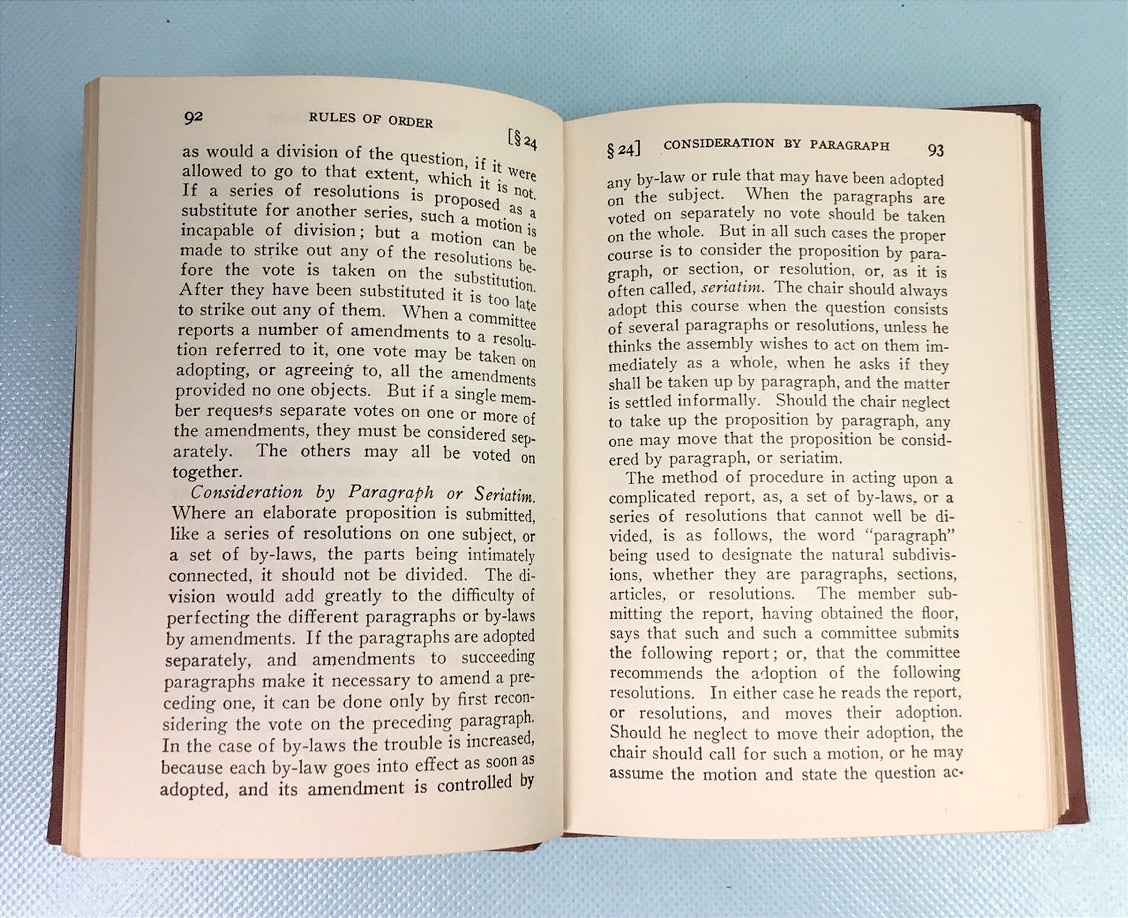 92
RULES OF ORDER
[§ 24
as would a division of the question, if it were
allowed to go to that extent, which it is not.
If a series of resolutions is proposed as a
substitute for another series, such a motion is
incapable of division; but a motion can be
made to strike out any of the resolutions be-
fore the vote is taken on the substitution.
After they have been substituted it is too late
to strike out any of them. When a committee
reports a number of amendments to a resolu-
tion referred to it, one vote may be taken on
adopting, or agreeing to, all the amendments
provided no one objects. But if a single mem-
ber requests separate votes on one or more of
the amendments, they must be considered sep-
arately. The others may all be voted on
together.
Consideration by Paragraph or Seriatim.
Where an elaborate proposition is submitted,
like a series of resolutions on one subject, or
a set of by-laws, the parts being intimately
connected, it should not be divided. The di-
vision would add greatly to the difficulty of
perfecting the different paragraphs or by-laws
by amendments. If the paragraphs are adopted
separately, and amendments to succeeding
paragraphs make it necessary to amend a pre-
ceding one, it can be done only by first recon-
sidering the vote on the preceding paragraph.
In the case of by-laws the trouble is increased,
because each by-law goes into effect as soon as
adopted, and its amendment is controlled by
§ 24]
CONSIDERATION BY PARAGRAPH
93
any by-law or rule that may have been adopted
on the subject. When the paragraphs are
voted on separately no vote should be taken
on the whole. But in all such cases the proper
course is to consider the proposition by para-
graph, or section, or resolution, or, as it is
often called, seriatim. The chair should always
adopt this course when the question consists
of several paragraphs or resolutions, unless he
thinks the assembly wishes to act on them im-
mediately as a whole, when he asks if they
shall be taken up by paragraph, and the matter
is settled informally. Should the chair neglect
to take up the proposition by paragraph, any
one may move that the proposition be consid-
ered by paragraph, or seriatim.
The method of procedure in acting upon a
complicated report, as, a set of by-laws, or a
series of resolutions that cannot well be di-
vided, is as follows, the word “paragraph”
being used to designate the natural subdivis-
ions, whether they are paragraphs, sections,
articles, or resolutions. The member sub-
mitting the report, having obtained the floor,
says that such and such a committee submits
the following report; or, that the committee
recommends the adoption of the following
resolutions. In either case he reads the report,
or resolutions, and moves their adoption.
Should he neglect to move their adoption, the
chair should call for such a motion, or he may
assume the motion and state the question ac-